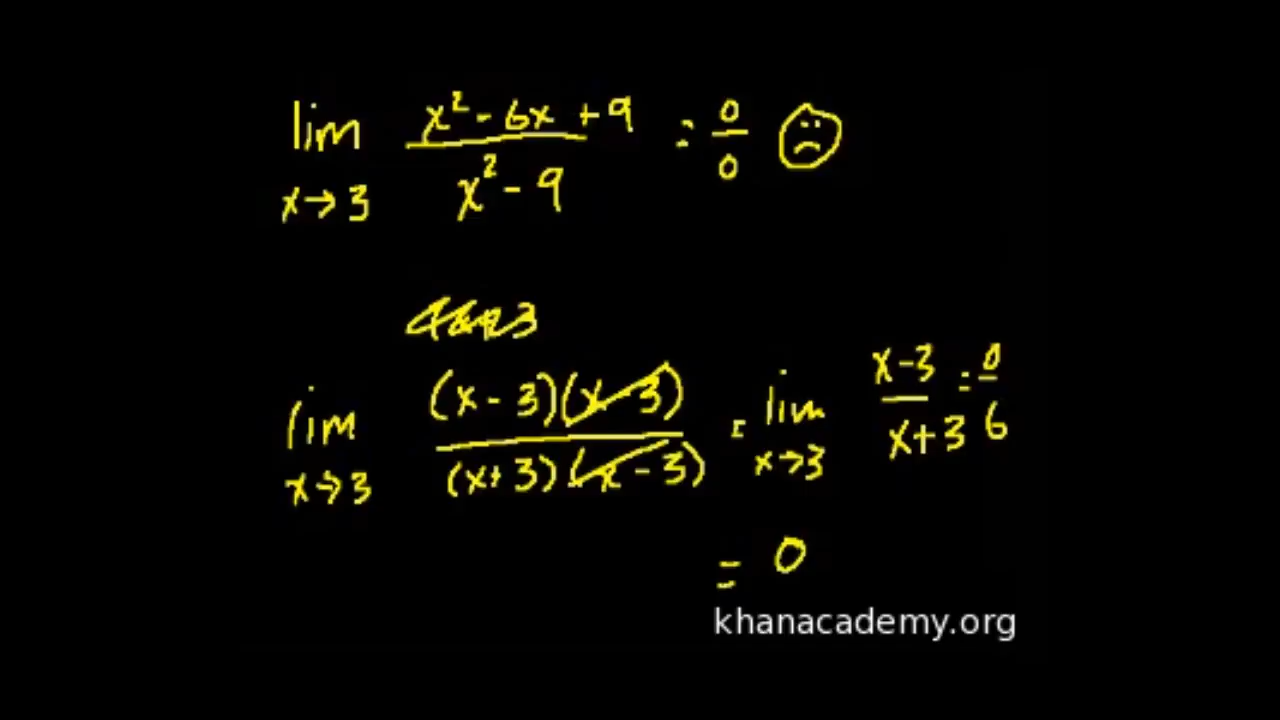 lim x→3 (x² - 6x + 9)/(x² - 9) = 0/0
lim x→3 (x - 3)(x - 3)/(x + 3)(x - 3) = lim x→3 (x - 3)/(x + 3) = 0/6
= 0
khanacademy.org